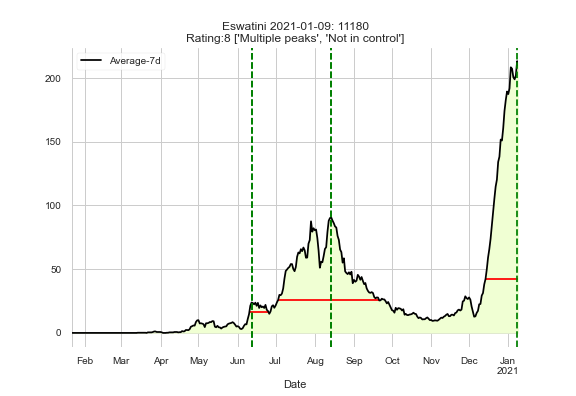 Eswatini 2021-01-09: 11180
Rating:8 ['Multiple peaks', 'Not in control']
Average-7d
200
150
100
50
0
Feb Mar Apr May Jun Jul Aug Sep Oct Nov Dec Jan
2021
Date